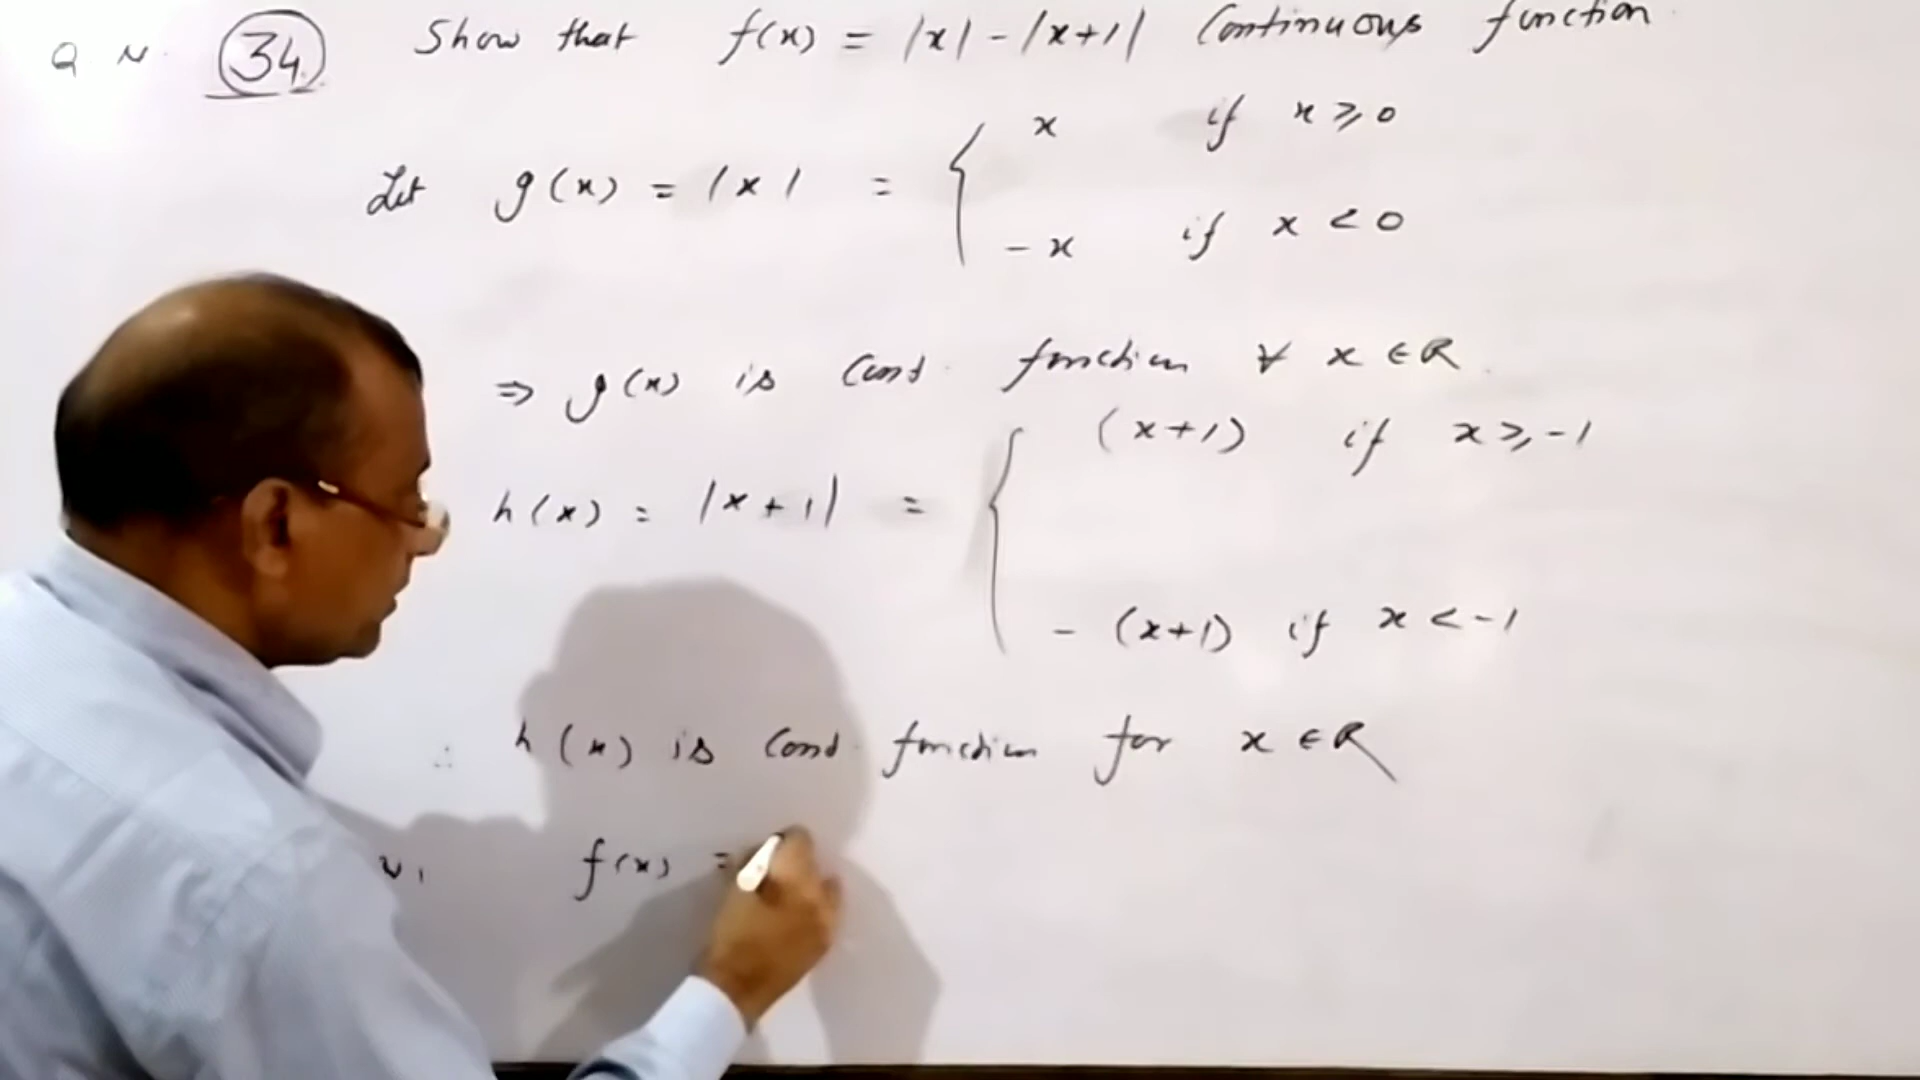 Q N. 34. Show that f(x) = |x| - |x+1| Continuous function
x if x ⩾ 0
Let g(x) = |x| = {
- x if x < 0
⇒ g(x) is Cont. function ∀ x ∈ R.
(x+1) if x ⩾ -1
h(x) = |x+1| = {
- (x+1) if x < -1
∴ h(x) is Cont. function for x ∈ R
f(x) =